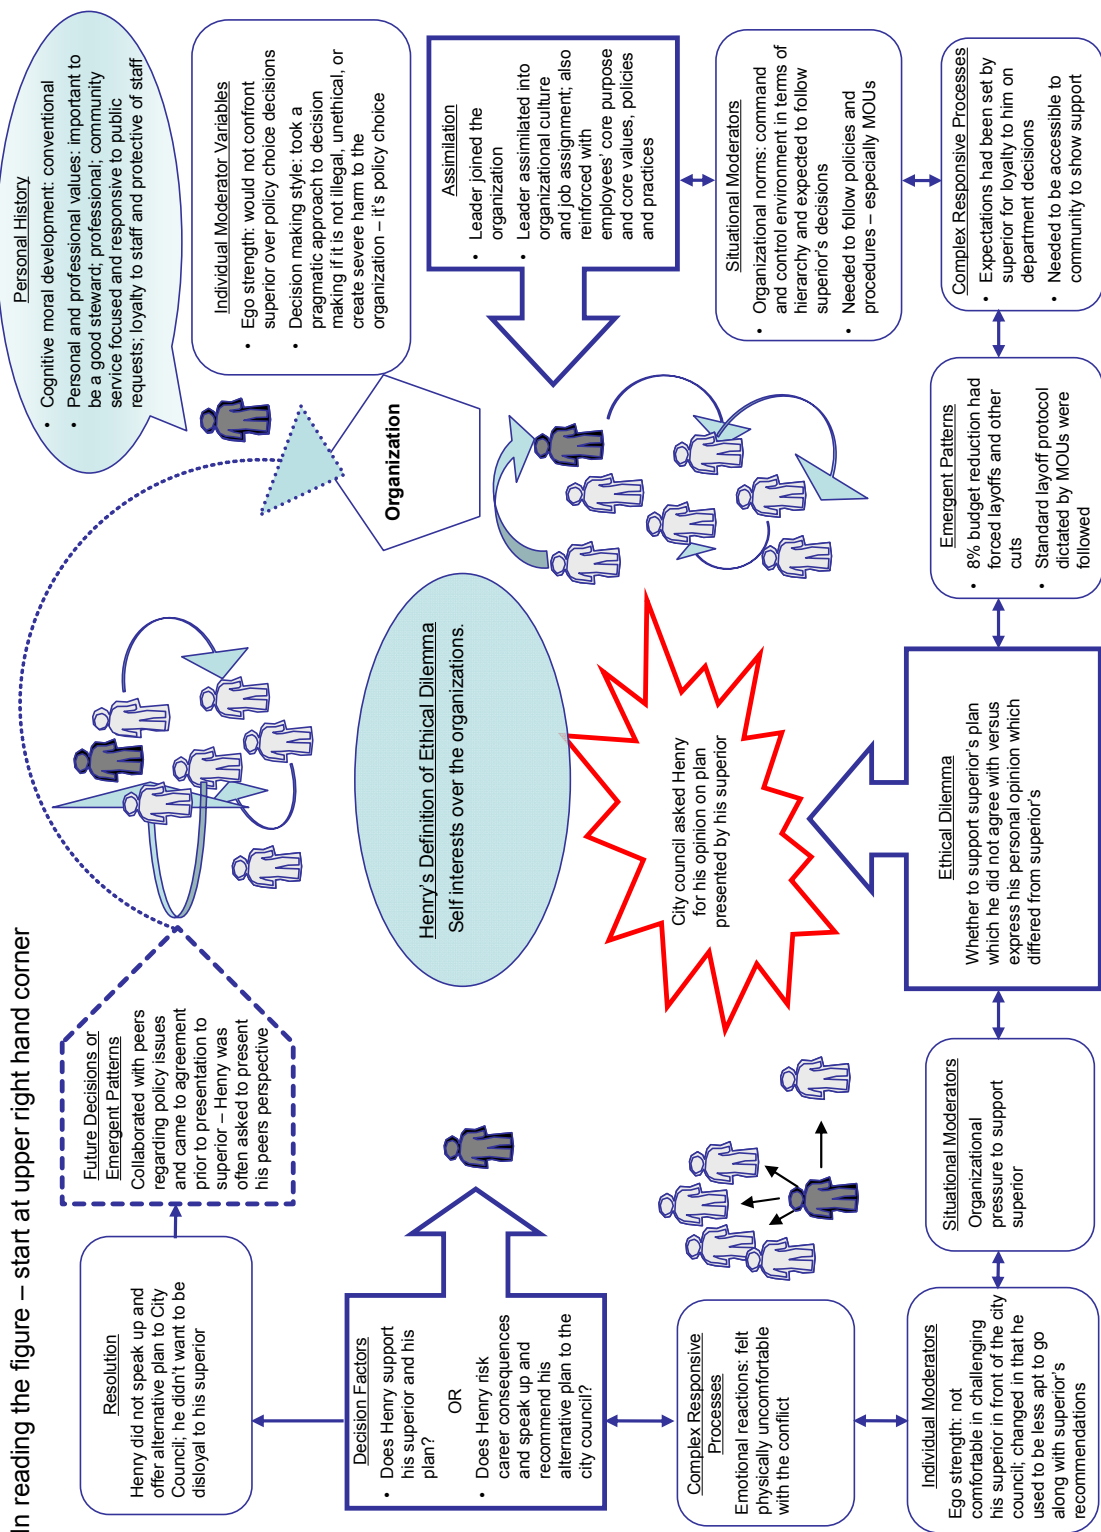 In reading the figure – start at upper right hand corner
Personal History
• Cognitive moral development: conventional
• Personal and professional values: important to
be a good steward; professional; community
service focused and responsive to public
requests; loyalty to staff and protective of staff
Individual Moderator Variables
• Ego strength: would not confront
superior over policy choice decisions
• Decision making style: took a
pragmatic approach to decision
making if it is not illegal, unethical, or
create severe harm to the
organization – it's policy choice
Organization
Assimilation
• Leader joined the
organization
• Leader assimilated into
organizational culture
and job assignment; also
reinforced with
employees' core purpose
and core values, policies
and practices
Situational Moderators
• Organizational norms: command
and control environment in terms of
hierarchy and expected to follow
superior's decisions
• Needed to follow policies and
procedures – especially MOUs
Complex Responsive Processes
• Expectations had been set by
superior for loyalty to him on
department decisions
• Needed to be accessible to
community to show support
Emergent Patterns
• 8% budget reduction had
forced layoffs and other
cuts
• Standard layoff protocol
dictated by MOUs were
followed
Ethical Dilemma
Whether to support superior's plan
which he did not agree with versus
express his personal opinion which
differed from superior's
City council asked Henry
for his opinion on plan
presented by his superior
Henry's Definition of Ethical Dilemma
Self interests over the organizations.
Situational Moderators
Organizational
pressure to support
superior
Individual Moderators
Ego strength: not
comfortable in challenging
his superior in front of the city
council; changed in that he
used to be less apt to go
along with superior's
recommendations
Complex Responsive
Processes
Emotional reactions: felt
physically uncomfortable
with the conflict
Decision Factors
• Does Henry support
his superior and his
plan?
OR
• Does Henry risk
career consequences
and speak up and
recommend his
alternative plan to the
city council?
Resolution
Henry did not speak up and
offer alternative plan to City
Council; he didn't want to be
disloyal to his superior
Future Decisions or
Emergent Patterns
Collaborated with peers
regarding policy issues
and came to agreement
prior to presentation to
superior – Henry was
often asked to present
his peers perspective